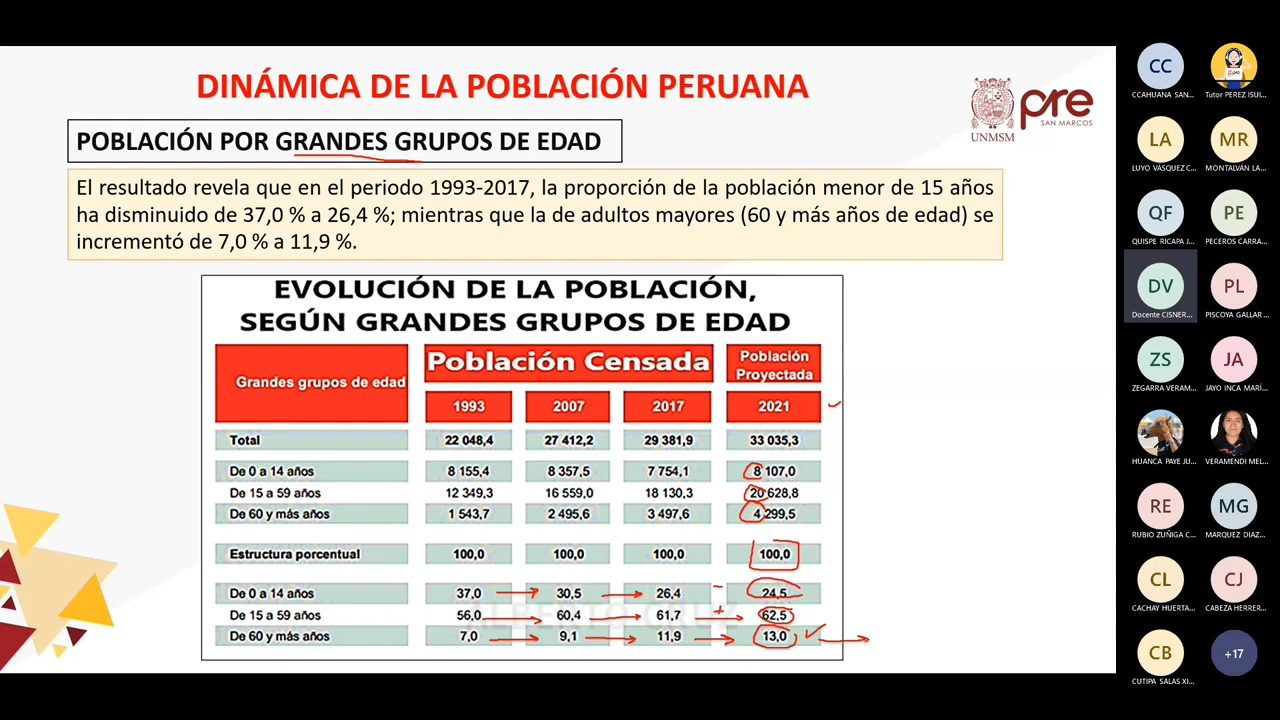 DINÁMICA DE LA POBLACIÓN PERUANA
UNMSM
pre
SAN MARCOS
POBLACIÓN POR GRANDES GRUPOS DE EDAD
El resultado revela que en el periodo 1993-2017, la proporción de la población menor de 15 años
ha disminuido de 37,0 % a 26,4 %; mientras que la de adultos mayores (60 y más años de edad) se
incrementó de 7,0 % a 11,9 %.
EVOLUCIÓN DE LA POBLACIÓN,
SEGÚN GRANDES GRUPOS DE EDAD
Grandes grupos de edad
Población Censada
Población
Proyectada
1993 2007 2017 2021
Total 22 048,4 27 412,2 29 381,9 33 035,3
De 0 a 14 años 8 155,4 8 357,5 7 754,1 8 107,0
De 15 a 59 años 12 349,3 16 559,0 18 130,3 20 628,8
De 60 y más años 1 543,7 2 495,6 3 497,6 4 299,5
Estructura porcentual 100,0 100,0 100,0 100,0
De 0 a 14 años 37,0 30,5 26,4 24,5
De 15 a 59 años 56,0 60,4 61,7 62,5
De 60 y más años 7,0 9,1 11,9 13,0
ALBERTO CRUZ
CC
CCAHUANA SAN...
Tutor PEREZ ISUI...
LA
LUYO VÁSQUEZ C...
MR
MONTALVÁN LA...
QF
QUISPE RICAPA J...
PE
PECEROS CARRA...
DV
Docente CISNER...
PL
PISCOYA GALLAR ...
ZS
ZEGARRA VERAM...
JA
JAYO INCA MARÍ...
HUANCA PAYE JU...
VERAMENDI MEL...
RE
RUBIO ZUÑIGA C...
MG
MARQUEZ DIAZ...
CL
CACHAY HUERTA...
CJ
CABEZA HERRER...
CB
CUTIPA SALAS XI...
+17